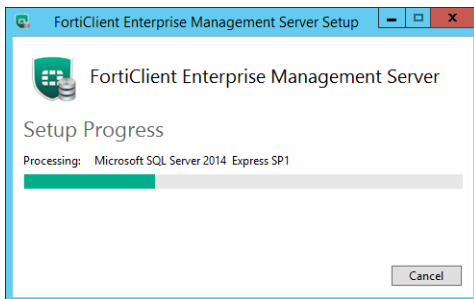 FortiClient Enterprise Management Server Setup
FortiClient Enterprise Management Server
Setup Progress
Processing: Microsoft SQL Server 2014 Express SP1
Cancel